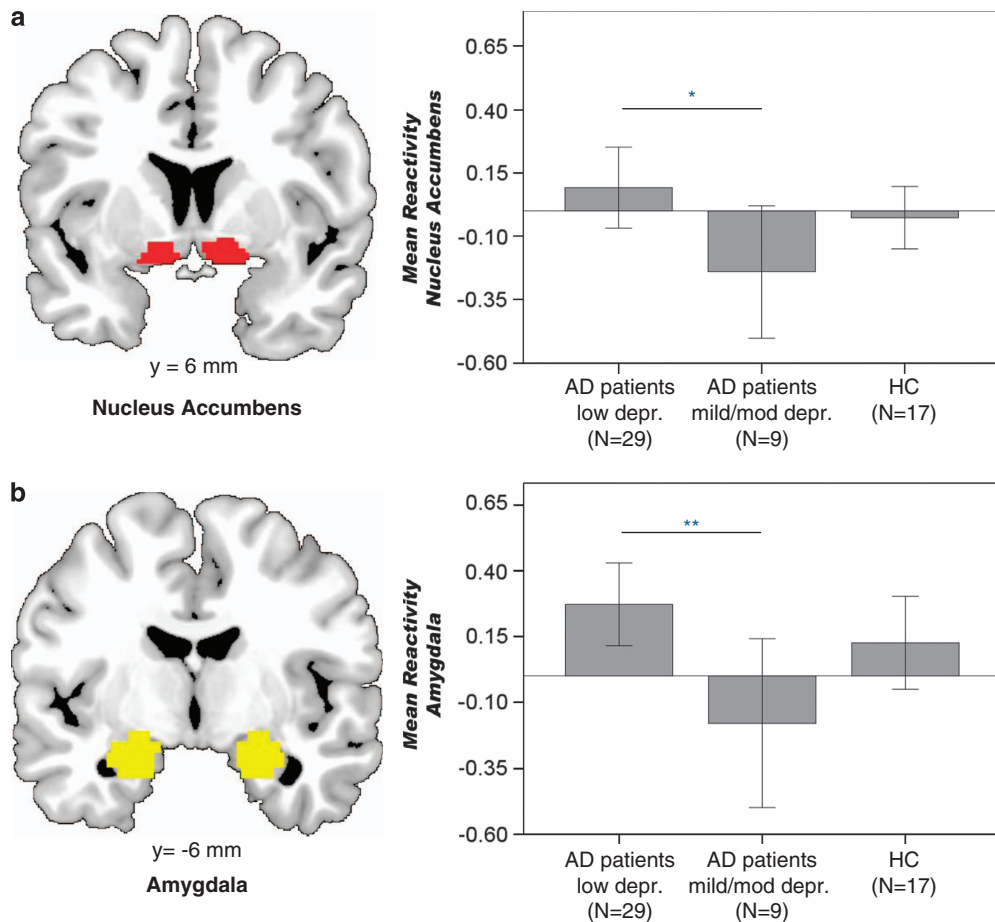 a
y = 6 mm
Nucleus Accumbens
Mean Reactivity
Nucleus Accumbens
0.65
0.40
0.15
-0.10
-0.35
-0.60
*
AD patients
low depr.
(N=29)
AD patients
mild/mod depr.
(N=9)
HC
(N=17)
b
y= -6 mm
Amygdala
Mean Reactivity
Amygdala
0.65
0.40
0.15
-0.10
-0.35
-0.60
**
AD patients
low depr.
(N=29)
AD patients
mild/mod depr.
(N=9)
HC
(N=17)